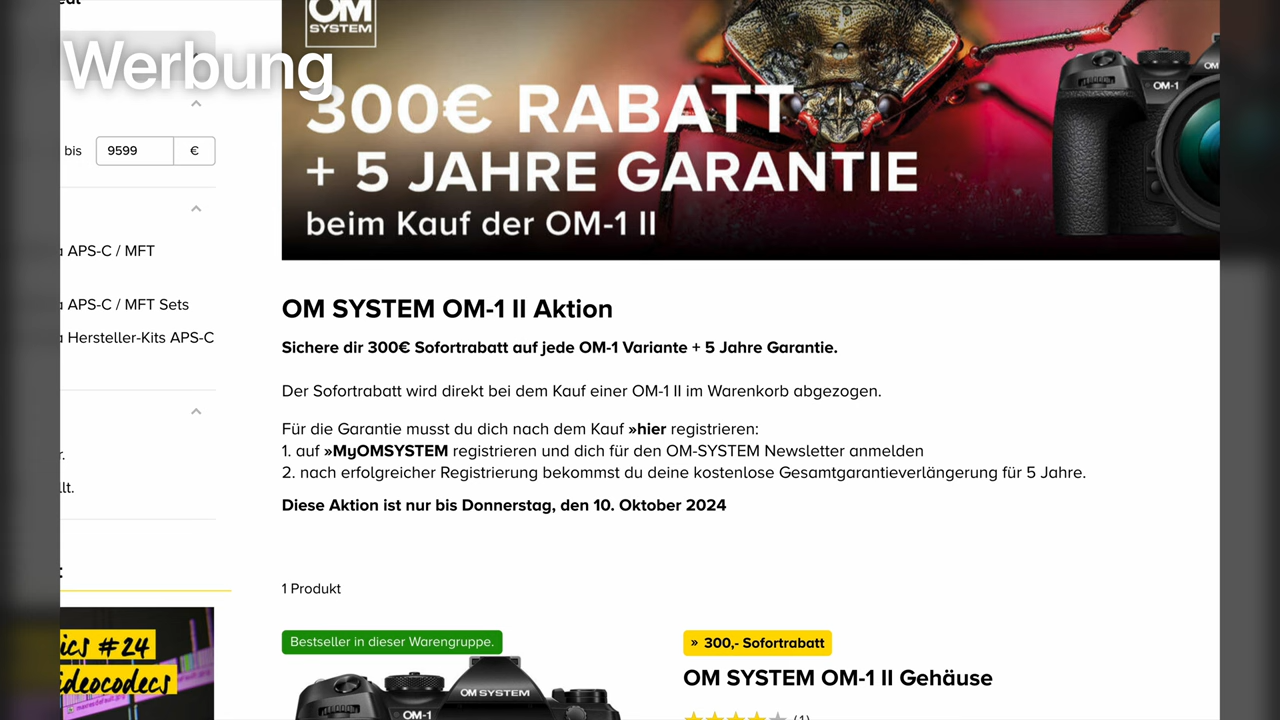 Werbung
OM
SYSTEM
OM-1
300€ RABATT
+ 5 JAHRE GARANTIE
beim Kauf der OM-1 II
bis 9599 €
APS-C / MFT
APS-C / MFT Sets
Hersteller-Kits APS-C
OM SYSTEM OM-1 II Aktion
Sichere dir 300€ Sofortrabatt auf jede OM-1 Variante + 5 Jahre Garantie.
Der Sofortrabatt wird direkt bei dem Kauf einer OM-1 II im Warenkorb abgezogen.
Für die Garantie musst du dich nach dem Kauf »hier registrieren:
1. auf »MyOMSYSTEM registrieren und dich für den OM-SYSTEM Newsletter anmelden
2. nach erfolgreicher Registrierung bekommst du deine kostenlose Gesamtgarantieverlängerung für 5 Jahre.
Diese Aktion ist nur bis Donnerstag, den 10. Oktober 2024
1 Produkt
ics #24
deocodecs
Bestseller in dieser Warengruppe.
OM SYSTEM
OM-1
» 300,- Sofortrabatt
OM SYSTEM OM-1 II Gehäuse
(1)